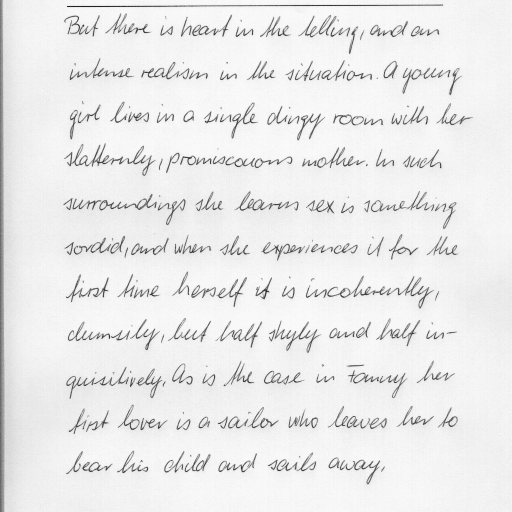 But there is heart in the telling, and an
intense realism in the situation. A young
girl lives in a single dingy room with her
slatternly, promiscouons mother. In such
surroundings she learns sex is something
sordid, and when she experiences it for the
first time herself it is incoherently,
clumsily, but half shyly and half in-
quisitively. As is the case in Fanny her
first lover is a sailor who leaves her to
bear his child and sails away.